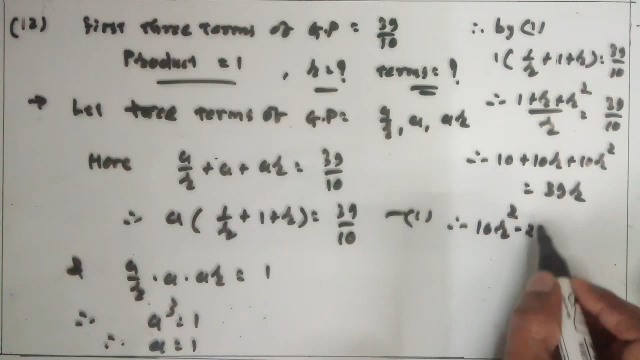 (12) First three terms of G.P = 39/10
Product = 1 , r = ? terms = ?
→ Let three terms of G.P = a/r, a, ar
Here a/r + a + ar = 39/10
∴ a ( 1/r + 1 + r ) = 39/10 —(1)
& a/r · a · ar = 1
∴ a³ = 1
∴ a = 1
∴ by (1)
1 ( 1/r + 1 + r ) = 39/10
∴ 1 + r + r² / r = 39/10
∴ 10 + 10r + 10r²
= 39r
∴ 10r² - 2